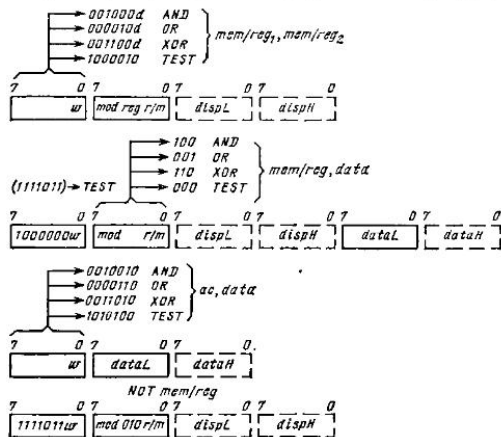 001000d AND
000010d OR
001100d XOR
1000010 TEST
mem/reg1, mem/reg2
7 0 7 0 7 0 7 0
w mod reg r/m dispL dispH
100 AND
001 OR
110 XOR
000 TEST
mem/reg, data
(1111011) → TEST
7 0 7 0 7 0 7 0 7 0 7 0
1000000w mod r/m dispL dispH dataL dataH
0010010 AND
0000110 OR
0011010 XOR
1010100 TEST
ac, data
7 0 7 0 7 0
w dataL dataH
NOT mem/reg
7 0 7 0 7 0 7 0
1111011w mod 010 r/m dispL dispH